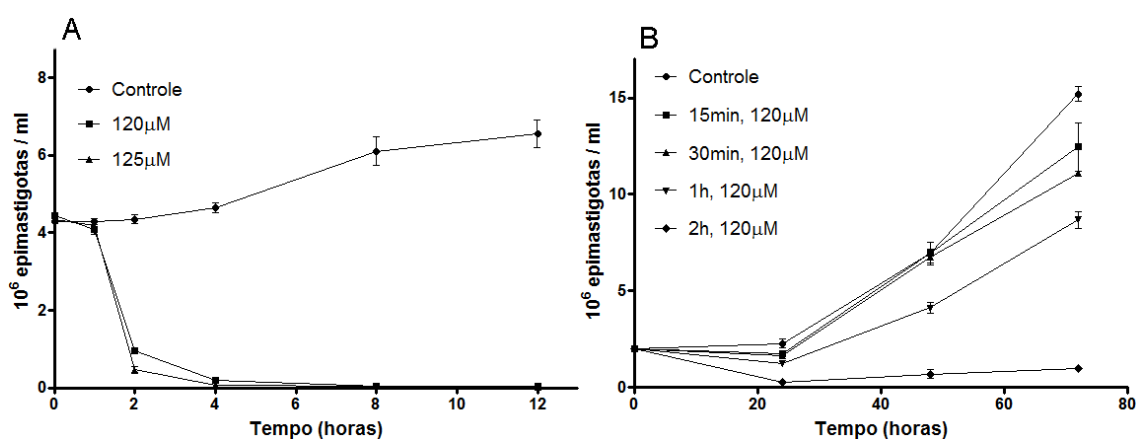 A
8
6
4
2
0
10⁶ epimastigotas / ml
Controle
120μM
125μM
0 2 4 6 8 10 12
Tempo (horas)
B
15
10
5
0
10⁶ epimastigotas / ml
Controle
15min, 120μM
30min, 120μM
1h, 120μM
2h, 120μM
0 20 40 60 80
Tempo (horas)